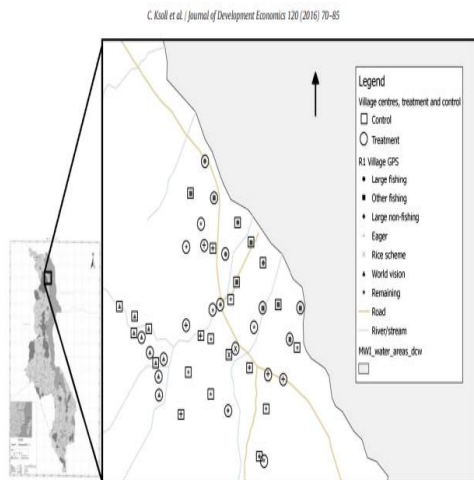 C. Ksoll et al. / Journal of Development Economics 120 (2016) 70–85
Legend
Village centres, treatment and control
Control
Treatment
R1 Village GPS
Large fishing
Other fishing
Large non-fishing
Eager
Rice scheme
World vision
Remaining
Road
River/stream
MWI_water_areas_dcw